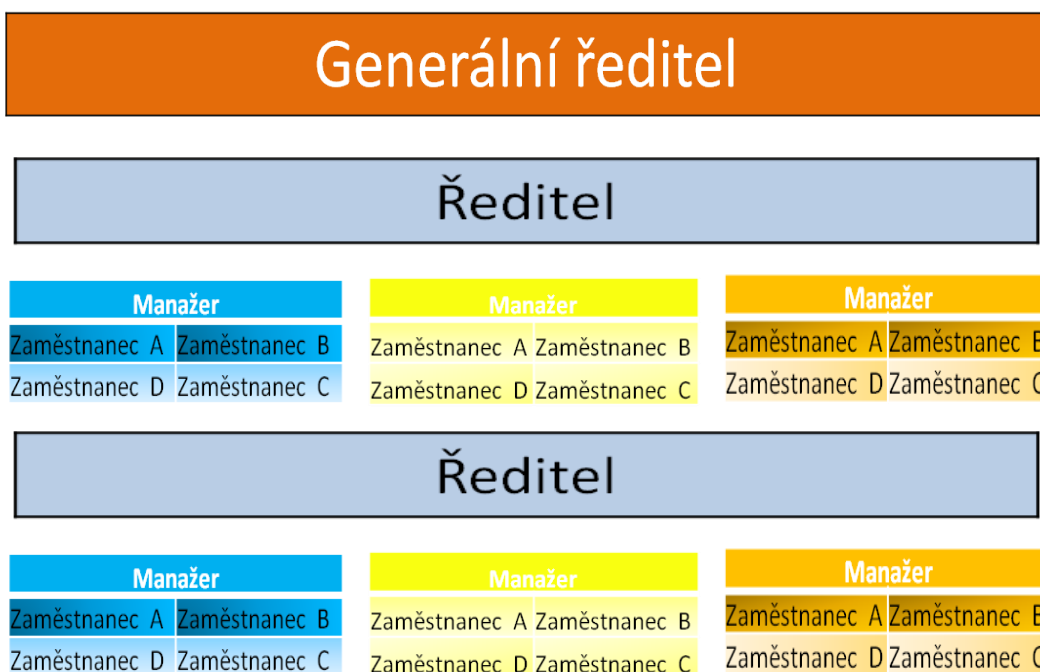 Generální ředitel
Ředitel
Manažer Manažer Manažer
Zaměstnanec A Zaměstnanec B Zaměstnanec A Zaměstnanec B Zaměstnanec A Zaměstnanec B
Zaměstnanec D Zaměstnanec C Zaměstnanec D Zaměstnanec C Zaměstnanec D Zaměstnanec C
Ředitel
Manažer Manažer Manažer
Zaměstnanec A Zaměstnanec B Zaměstnanec A Zaměstnanec B Zaměstnanec A Zaměstnanec B
Zaměstnanec D Zaměstnanec C Zaměstnanec D Zaměstnanec C Zaměstnanec D Zaměstnanec C